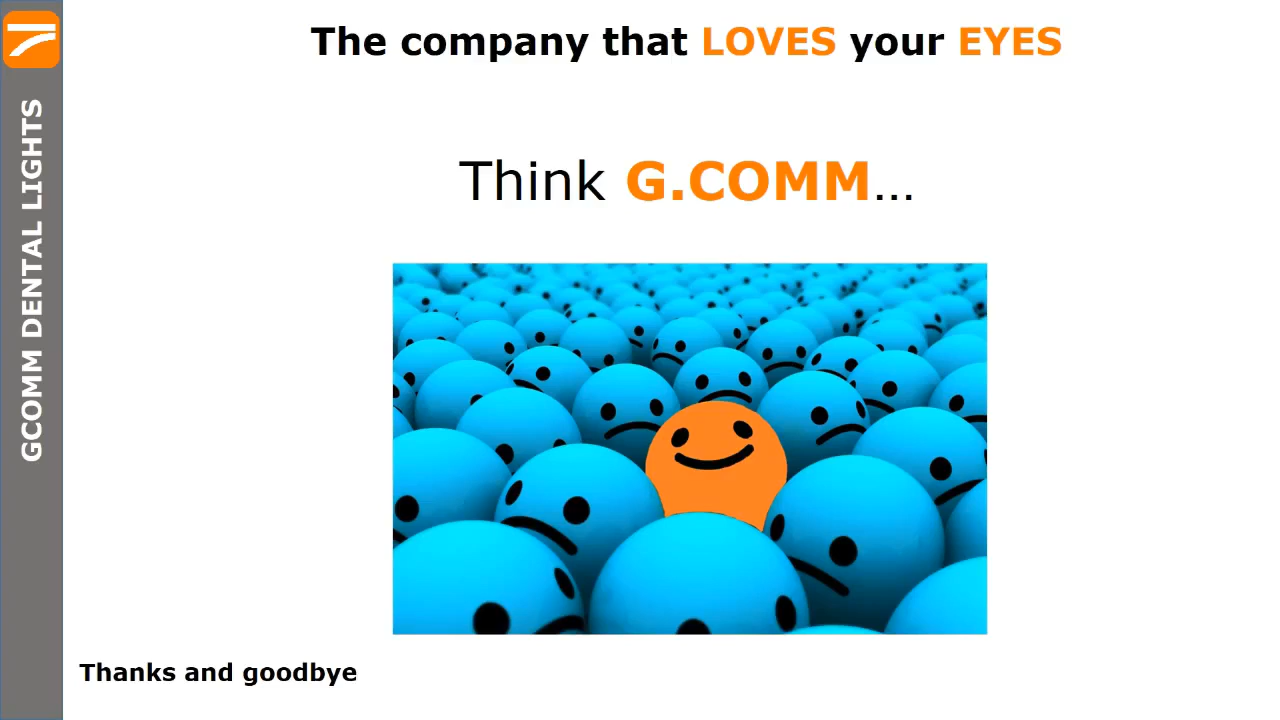 The company that LOVES your EYES
Think G.COMM...
GCOMM DENTAL LIGHTS
Thanks and goodbye